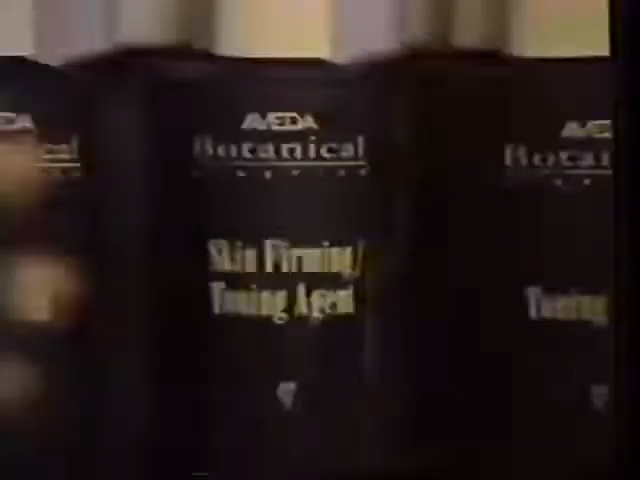 AVEDA
Botanical
Skin Firming/
Toning Agent
AVEDA
Botanical
Toning